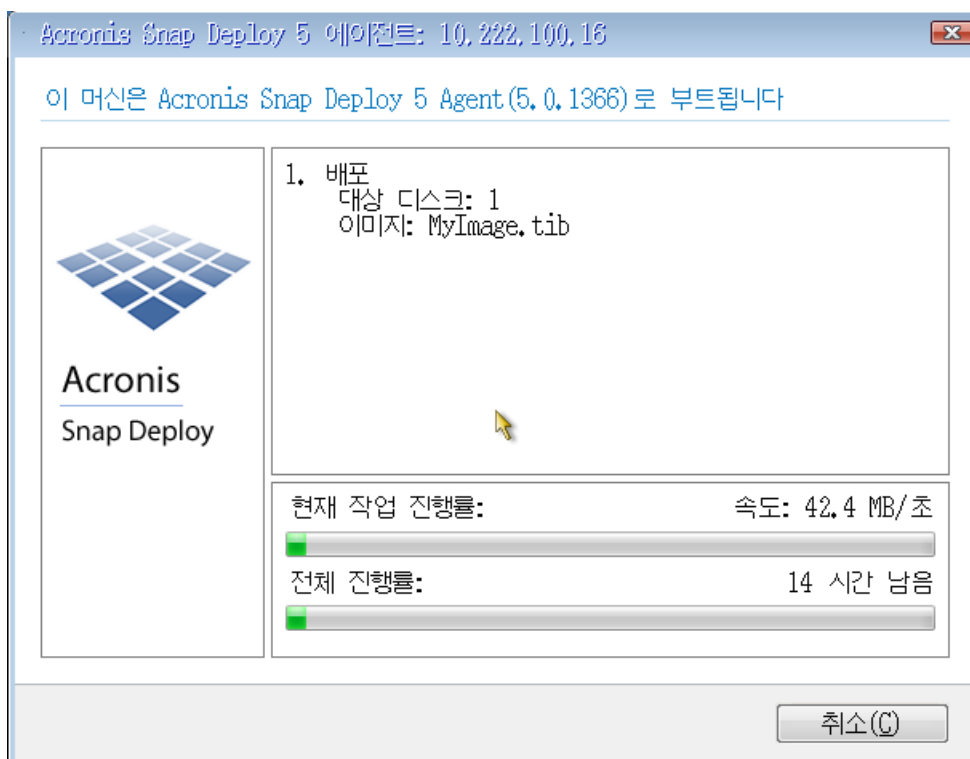 Acronis Snap Deploy 5 에이전트: 10.222.100.16
이 머신은 Acronis Snap Deploy 5 Agent(5.0.1366)로 부트됩니다
Acronis
Snap Deploy
1. 배포
대상 디스크: 1
이미지: MyImage.tib
현재 작업 진행률:
속도: 42.4 MB/초
전체 진행률:
14 시간 남음
취소(C)